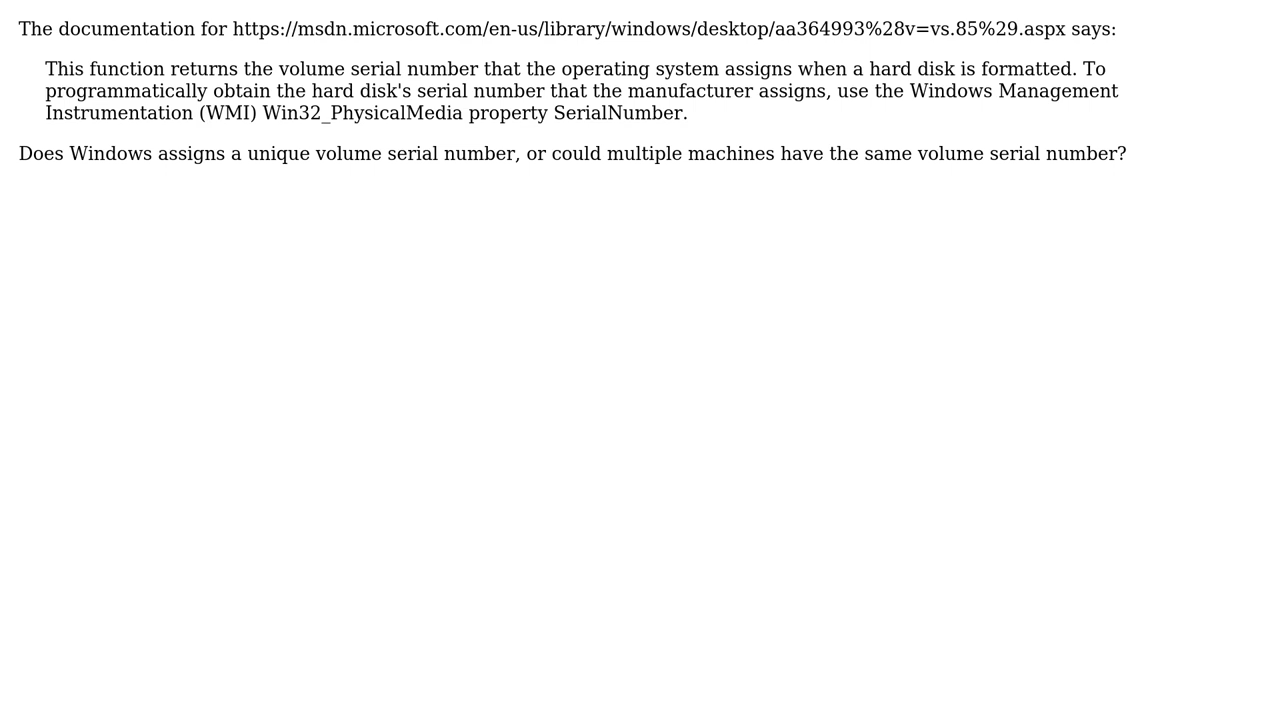 The documentation for https://msdn.microsoft.com/en-us/library/windows/desktop/aa364993%28v=vs.85%29.aspx says:
This function returns the volume serial number that the operating system assigns when a hard disk is formatted. To
programmatically obtain the hard disk's serial number that the manufacturer assigns, use the Windows Management
Instrumentation (WMI) Win32_PhysicalMedia property SerialNumber.
Does Windows assigns a unique volume serial number, or could multiple machines have the same volume serial number?